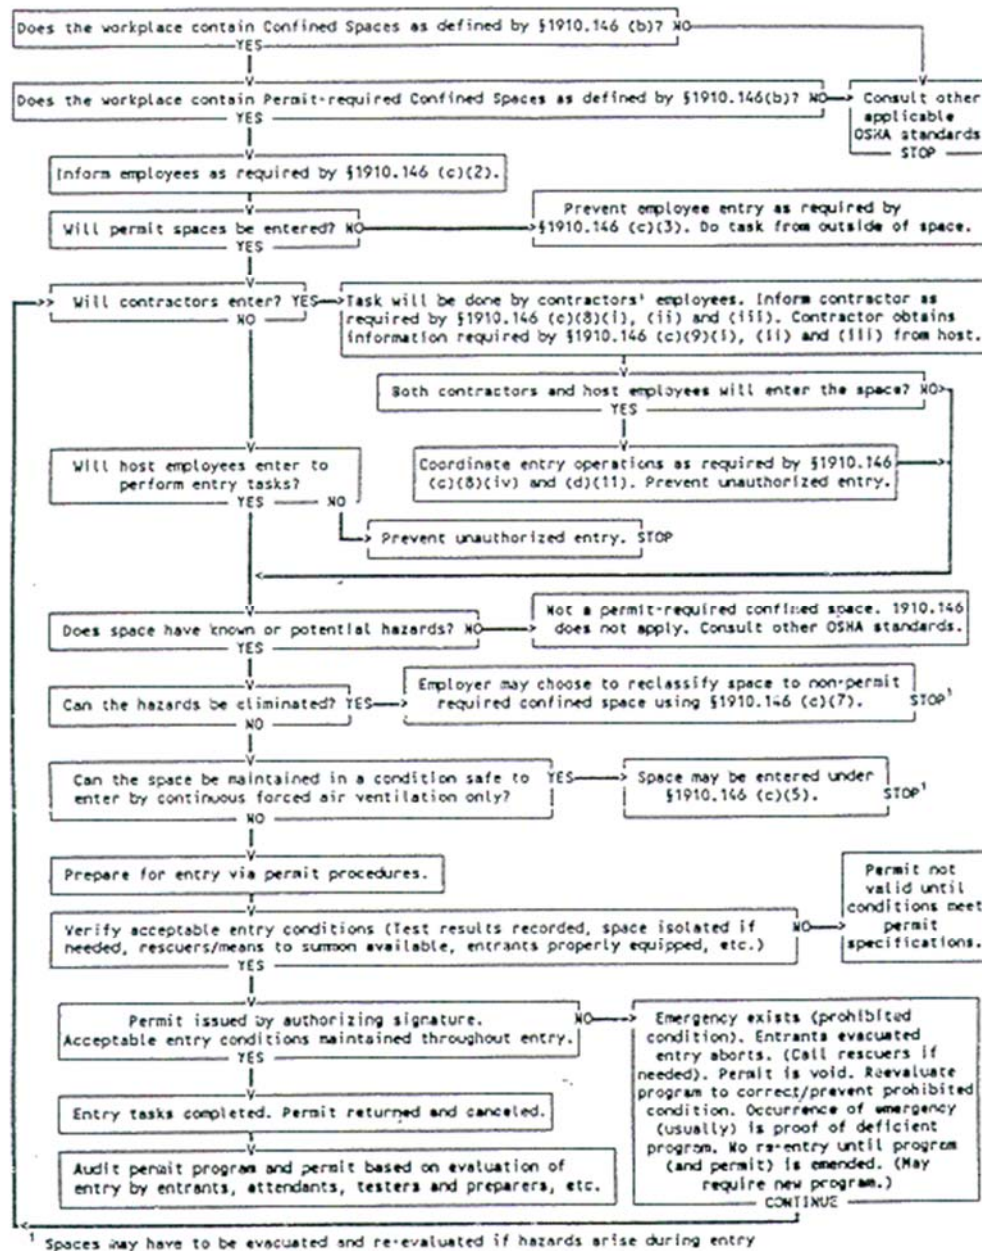 Does the workplace contain Confined Spaces as defined by §1910.146 (b)? NO
YES
Does the workplace contain Permit-required Confined Spaces as defined by §1910.146(b)? NO
YES
Consult other
applicable
OSHA standards
STOP
Inform employees as required by §1910.146 (c)(2).
Will permit spaces be entered? NO
YES
Prevent employee entry as required by
§1910.146 (c)(3). Do task from outside of space.
Will contractors enter? YES
NO
Task will be done by contractors' employees. Inform contractor as
required by §1910.146 (c)(8)(i), (ii) and (iii). Contractor obtains
information required by §1910.146 (c)(9)(i), (ii) and (iii) from host.
Both contractors and host employees will enter the space? NO
YES
Will host employees enter to
perform entry tasks?
YES NO
Coordinate entry operations as required by §1910.146
(c)(8)(iv) and (d)(11). Prevent unauthorized entry.
Prevent unauthorized entry. STOP
Does space have known or potential hazards? NO
YES
Not a permit-required confined space. 1910.146
does not apply. Consult other OSHA standards.
Can the hazards be eliminated? YES
NO
Employer may choose to reclassify space to non-permit
required confined space using §1910.146 (c)(7). STOP¹
Can the space be maintained in a condition safe to YES
enter by continuous forced air ventilation only?
NO
Space may be entered under
§1910.146 (c)(5). STOP¹
Prepare for entry via permit procedures.
Verify acceptable entry conditions (Test results recorded, space isolated if NO
needed, rescuers/means to summon available, entrants properly equipped, etc.)
YES
Permit not
valid until
conditions meet
permit
specifications.
Permit issued by authorizing signature. NO
Acceptable entry conditions maintained throughout entry.
YES
Emergency exists (prohibited
condition). Entrants evacuated
entry aborts. (Call rescuers if
needed). Permit is void. Reevaluate
program to correct/prevent prohibited
condition. Occurrence of emergency
(usually) is proof of deficient
program. No re-entry until program
(and permit) is emended. (May
require new program.)
CONTINUE
Entry tasks completed. Permit returned and canceled.
Audit permit program and permit based on evaluation of
entry by entrants, attendants, testers and preparers, etc.
¹ Spaces may have to be evacuated and re-evaluated if hazards arise during entry